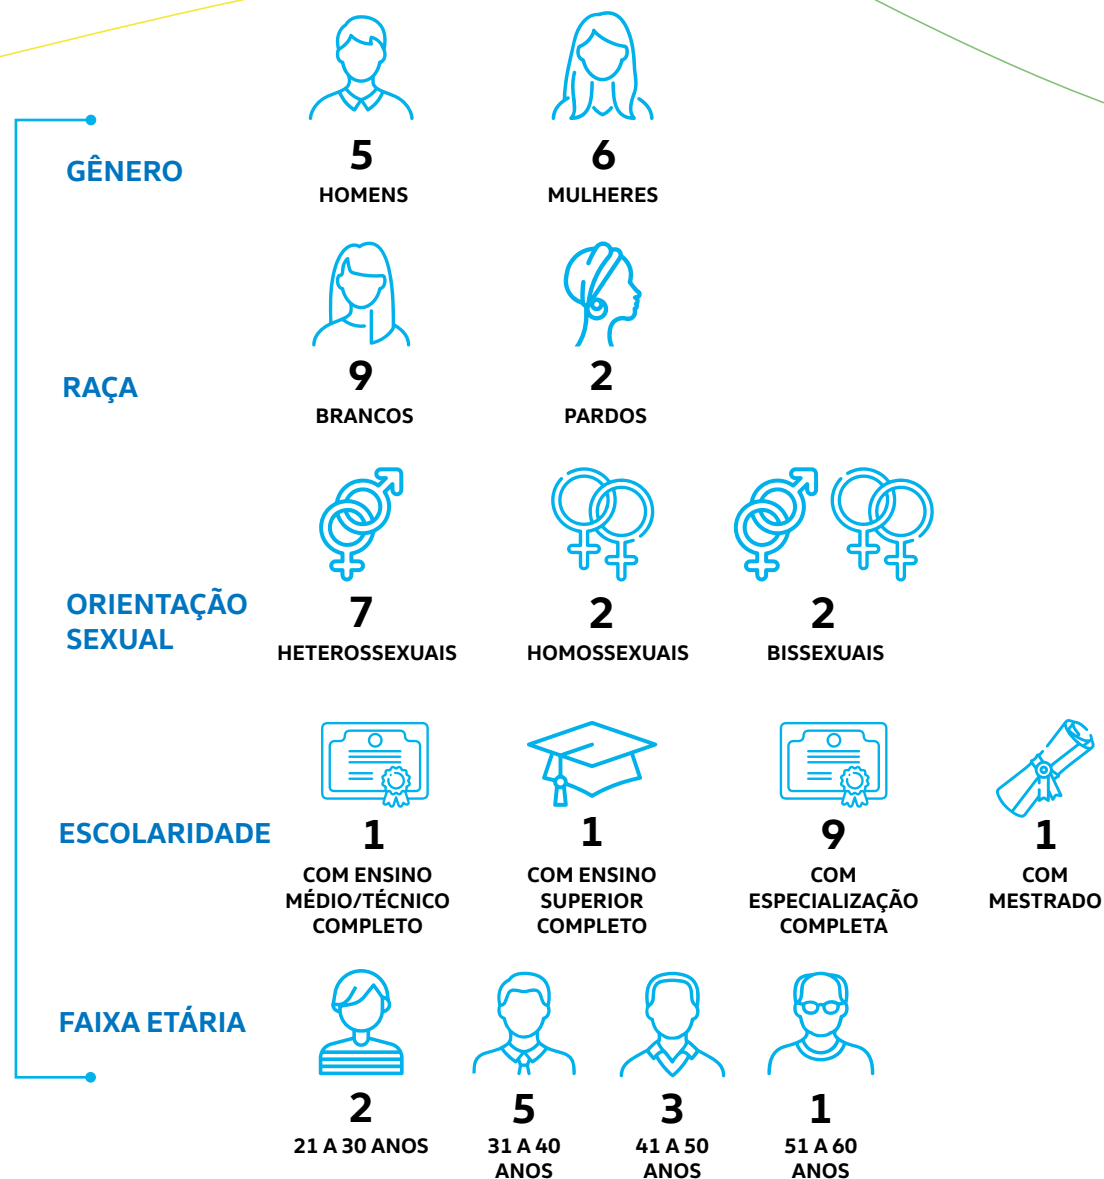 GÊNERO
5
HOMENS
6
MULHERES
RAÇA
9
BRANCOS
2
PARDOS
ORIENTAÇÃO
SEXUAL
7
HETEROSSEXUAIS
2
HOMOSSEXUAIS
2
BISSEXUAIS
ESCOLARIDADE
1
COM ENSINO
MÉDIO/TÉCNICO
COMPLETO
1
COM ENSINO
SUPERIOR
COMPLETO
9
COM
ESPECIALIZAÇÃO
COMPLETA
1
COM
MESTRADO
FAIXA ETÁRIA
2
21 A 30 ANOS
5
31 A 40
ANOS
3
41 A 50
ANOS
1
51 A 60
ANOS